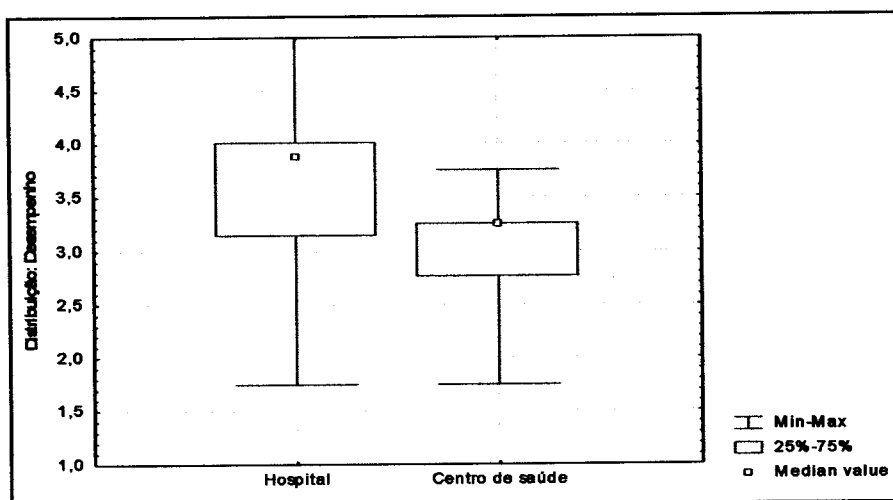 Distribuição: Desempenho
5,0
4,5
4,0
3,5
3,0
2,5
2,0
1,5
1,0
Hospital
Centro de saúde
Min-Max
25%-75%
Median value